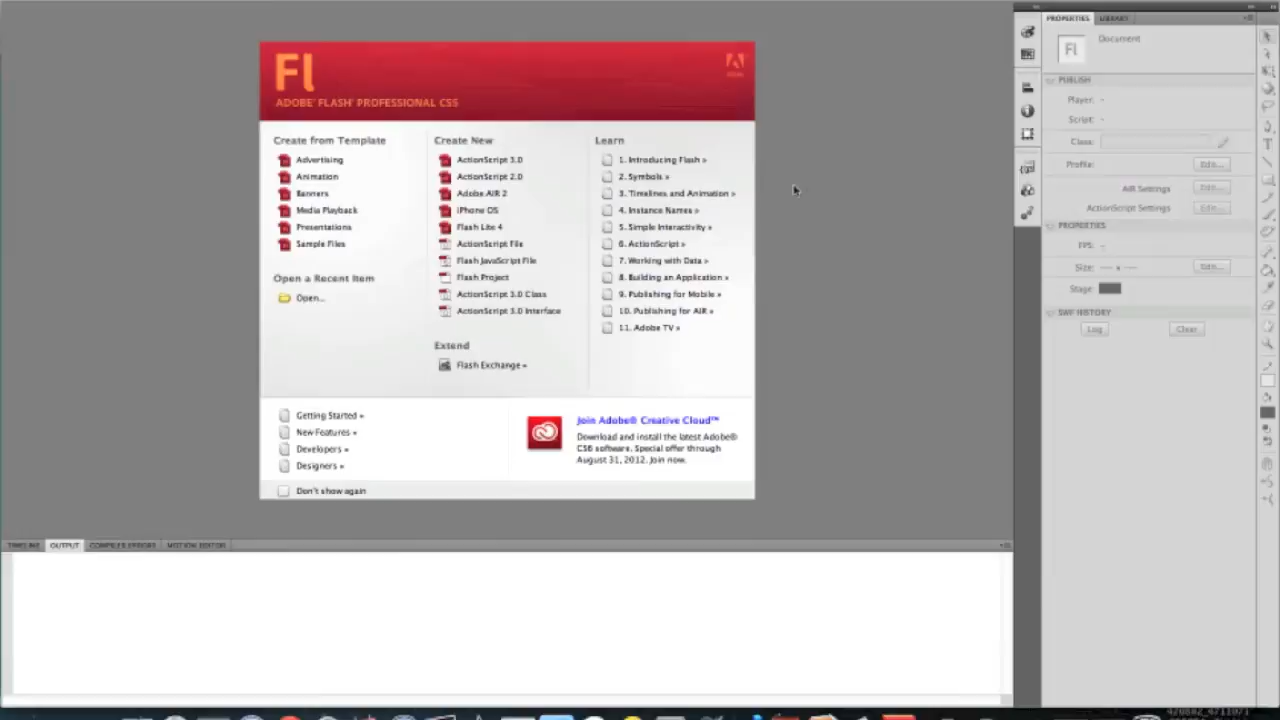 Fl
Adobe
ADOBE® FLASH® PROFESSIONAL CS5
Create from Template
Advertising
Animation
Banners
Media Playback
Presentations
Sample Files
Open a Recent Item
Open...
Create New
ActionScript 3.0
ActionScript 2.0
Adobe AIR 2
iPhone OS
Flash Lite 4
ActionScript File
Flash JavaScript File
Flash Project
ActionScript 3.0 Class
ActionScript 3.0 Interface
Extend
Flash Exchange »
Learn
1. Introducing Flash »
2. Symbols »
3. Timelines and Animation »
4. Instance Names »
5. Simple Interactivity »
6. ActionScript »
7. Working with Data »
8. Building an Application »
9. Publishing for Mobile »
10. Publishing for AIR »
11. Adobe TV »
Getting Started »
New Features »
Developers »
Designers »
Join Adobe® Creative Cloud™
Download and install the latest Adobe®
CS6 software. Special offer through
August 31, 2012. Join now.
Don't show again
TIMELINE OUTPUT COMPILER ERRORS MOTION EDITOR
PROPERTIES LIBRARY
Fl Document
PUBLISH
Player: -
Script: -
Class:
Profile: Edit...
AIR Settings Edit...
ActionScript Settings Edit...
PROPERTIES
FPS: --
Size: -- x -- Edit...
Stage:
SWF HISTORY
Log Clear